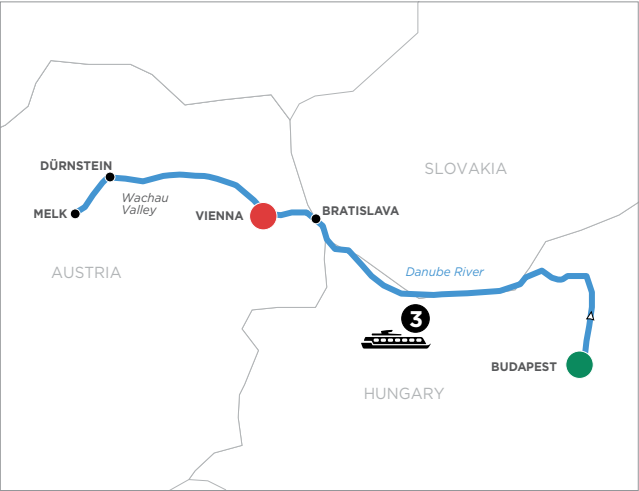 DÜRNSTEIN
SLOVAKIA
Wachau
Valley
MELK
VIENNA
BRATISLAVA
AUSTRIA
Danube River
3
BUDAPEST
HUNGARY